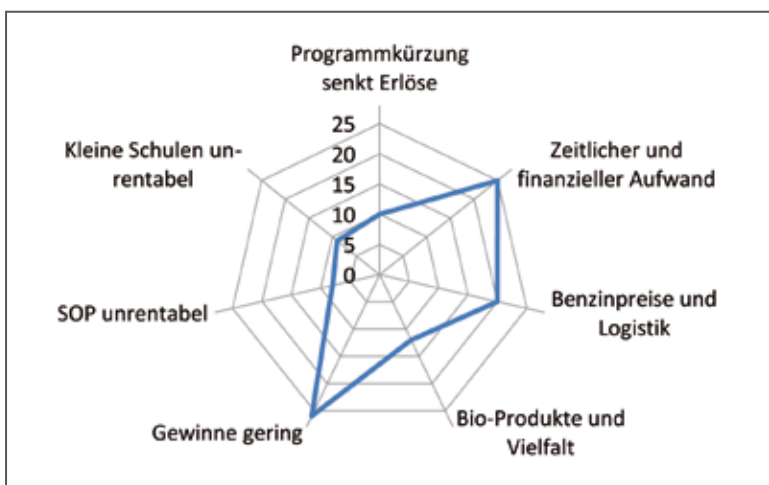 Programmkürzung
senkt Erlöse
25
20
15
10
5
0
Zeitlicher und
finanzieller Aufwand
Benzinpreise und
Logistik
Bio-Produkte und
Vielfalt
Gewinne gering
SOP unrentabel
Kleine Schulen un-
rentabel